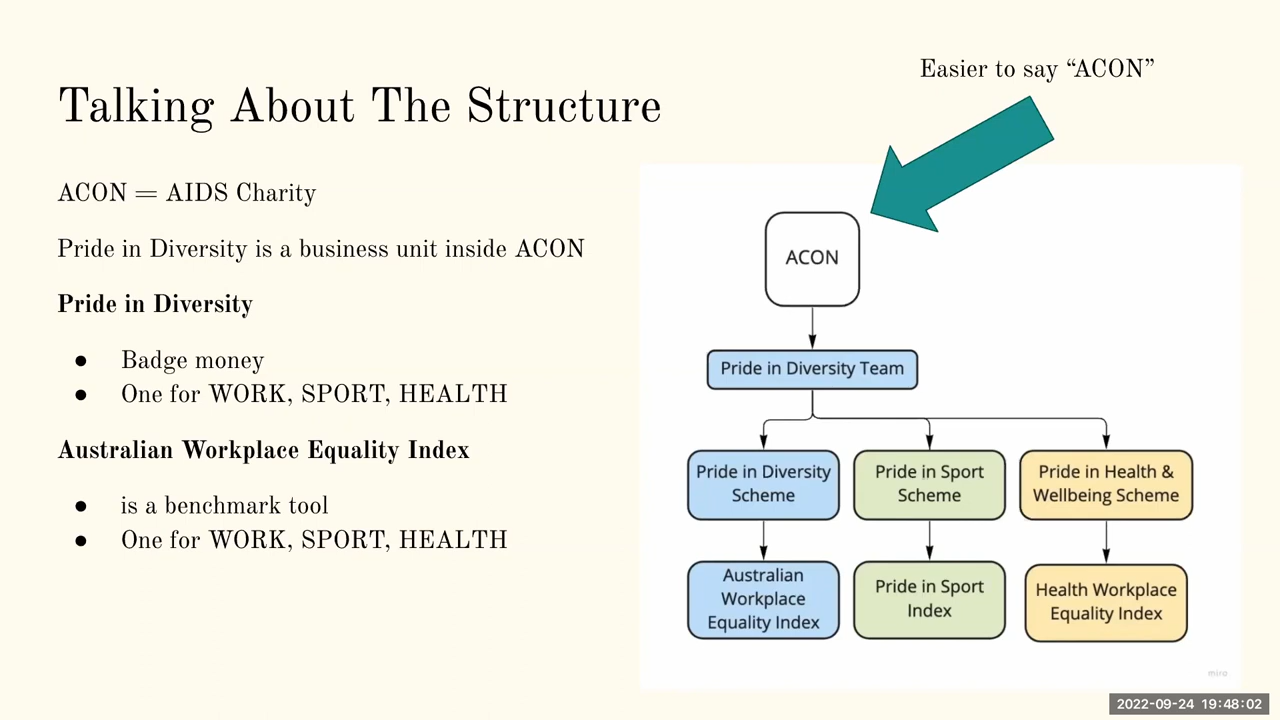 Easier to say “ACON”
Talking About The Structure
ACON = AIDS Charity
Pride in Diversity is a business unit inside ACON
Pride in Diversity
● Badge money
● One for WORK, SPORT, HEALTH
Australian Workplace Equality Index
● is a benchmark tool
● One for WORK, SPORT, HEALTH
ACON
Pride in Diversity Team
Pride in Diversity
Scheme
Pride in Sport
Scheme
Pride in Health &
Wellbeing Scheme
Australian
Workplace
Equality Index
Pride in Sport
Index
Health Workplace
Equality Index
miro
2022-09-24 19:48:02